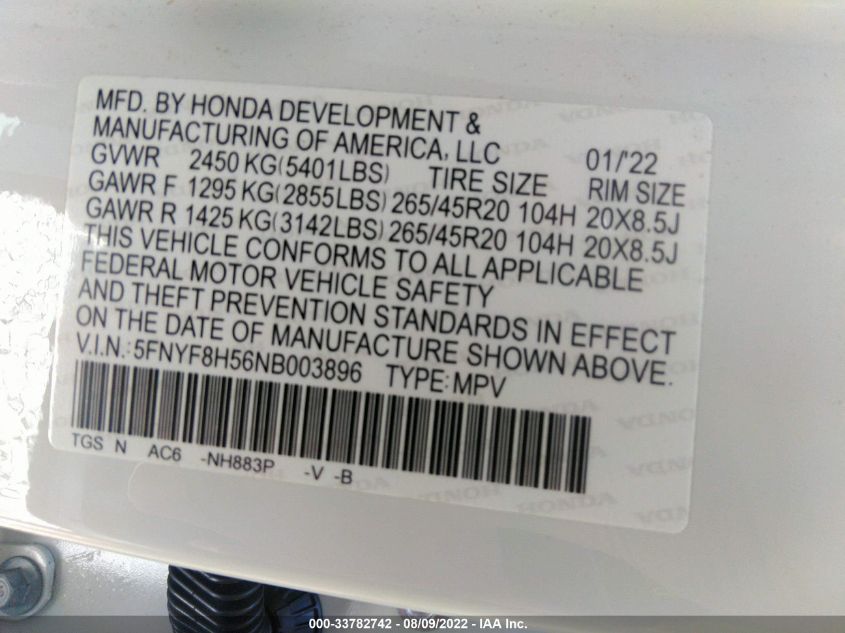 MFD. BY HONDA DEVELOPMENT &
MANUFACTURING OF AMERICA, LLC 01/'22
GVWR 2450 KG(5401LBS) TIRE SIZE RIM SIZE
GAWR F 1295 KG(2855LBS) 265/45R20 104H 20X8.5J
GAWR R 1425 KG(3142LBS) 265/45R20 104H 20X8.5J
THIS VEHICLE CONFORMS TO ALL APPLICABLE
FEDERAL MOTOR VEHICLE SAFETY
AND THEFT PREVENTION STANDARDS IN EFFECT
ON THE DATE OF MANUFACTURE SHOWN ABOVE.
V.I.N.:5FNYF8H56NB003896 TYPE:MPV
TGS N AC6 -NH883P -V -B
000-33782742 - 08/09/2022 - IAA Inc.